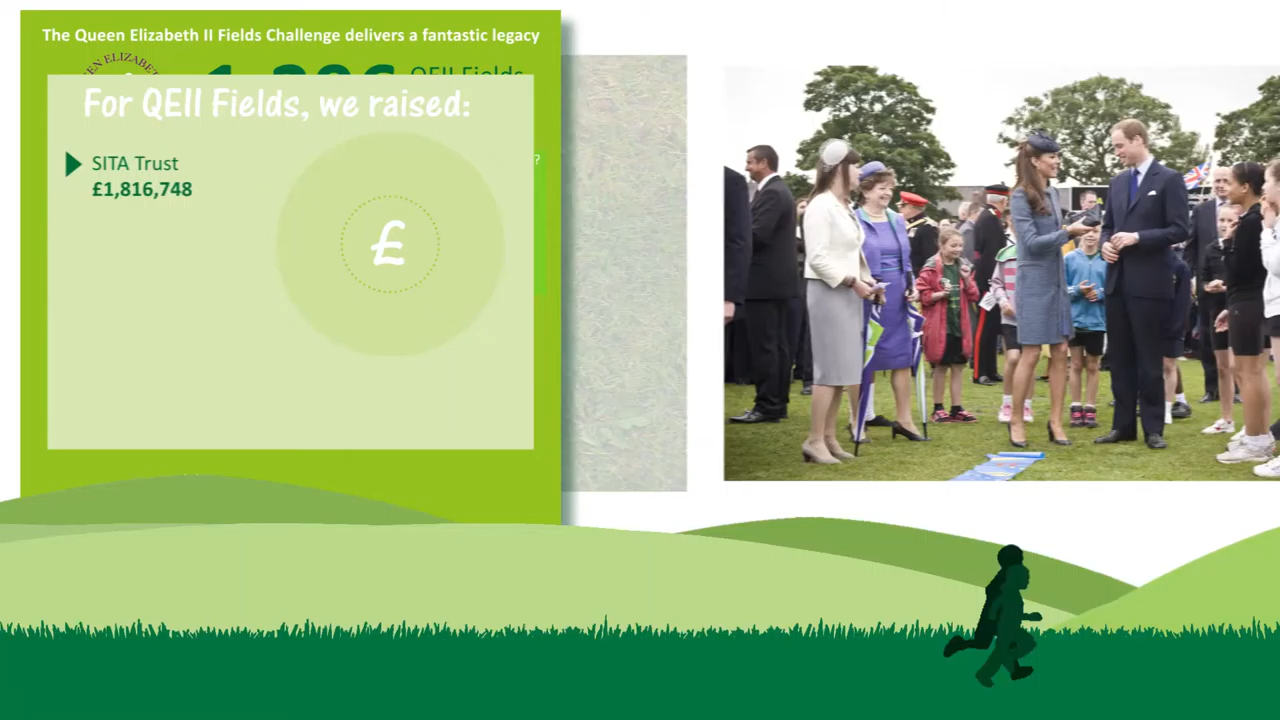 The Queen Elizabeth II Fields Challenge delivers a fantastic legacy
For QEII Fields, we raised:
SITA Trust
£1,816,748
£
?